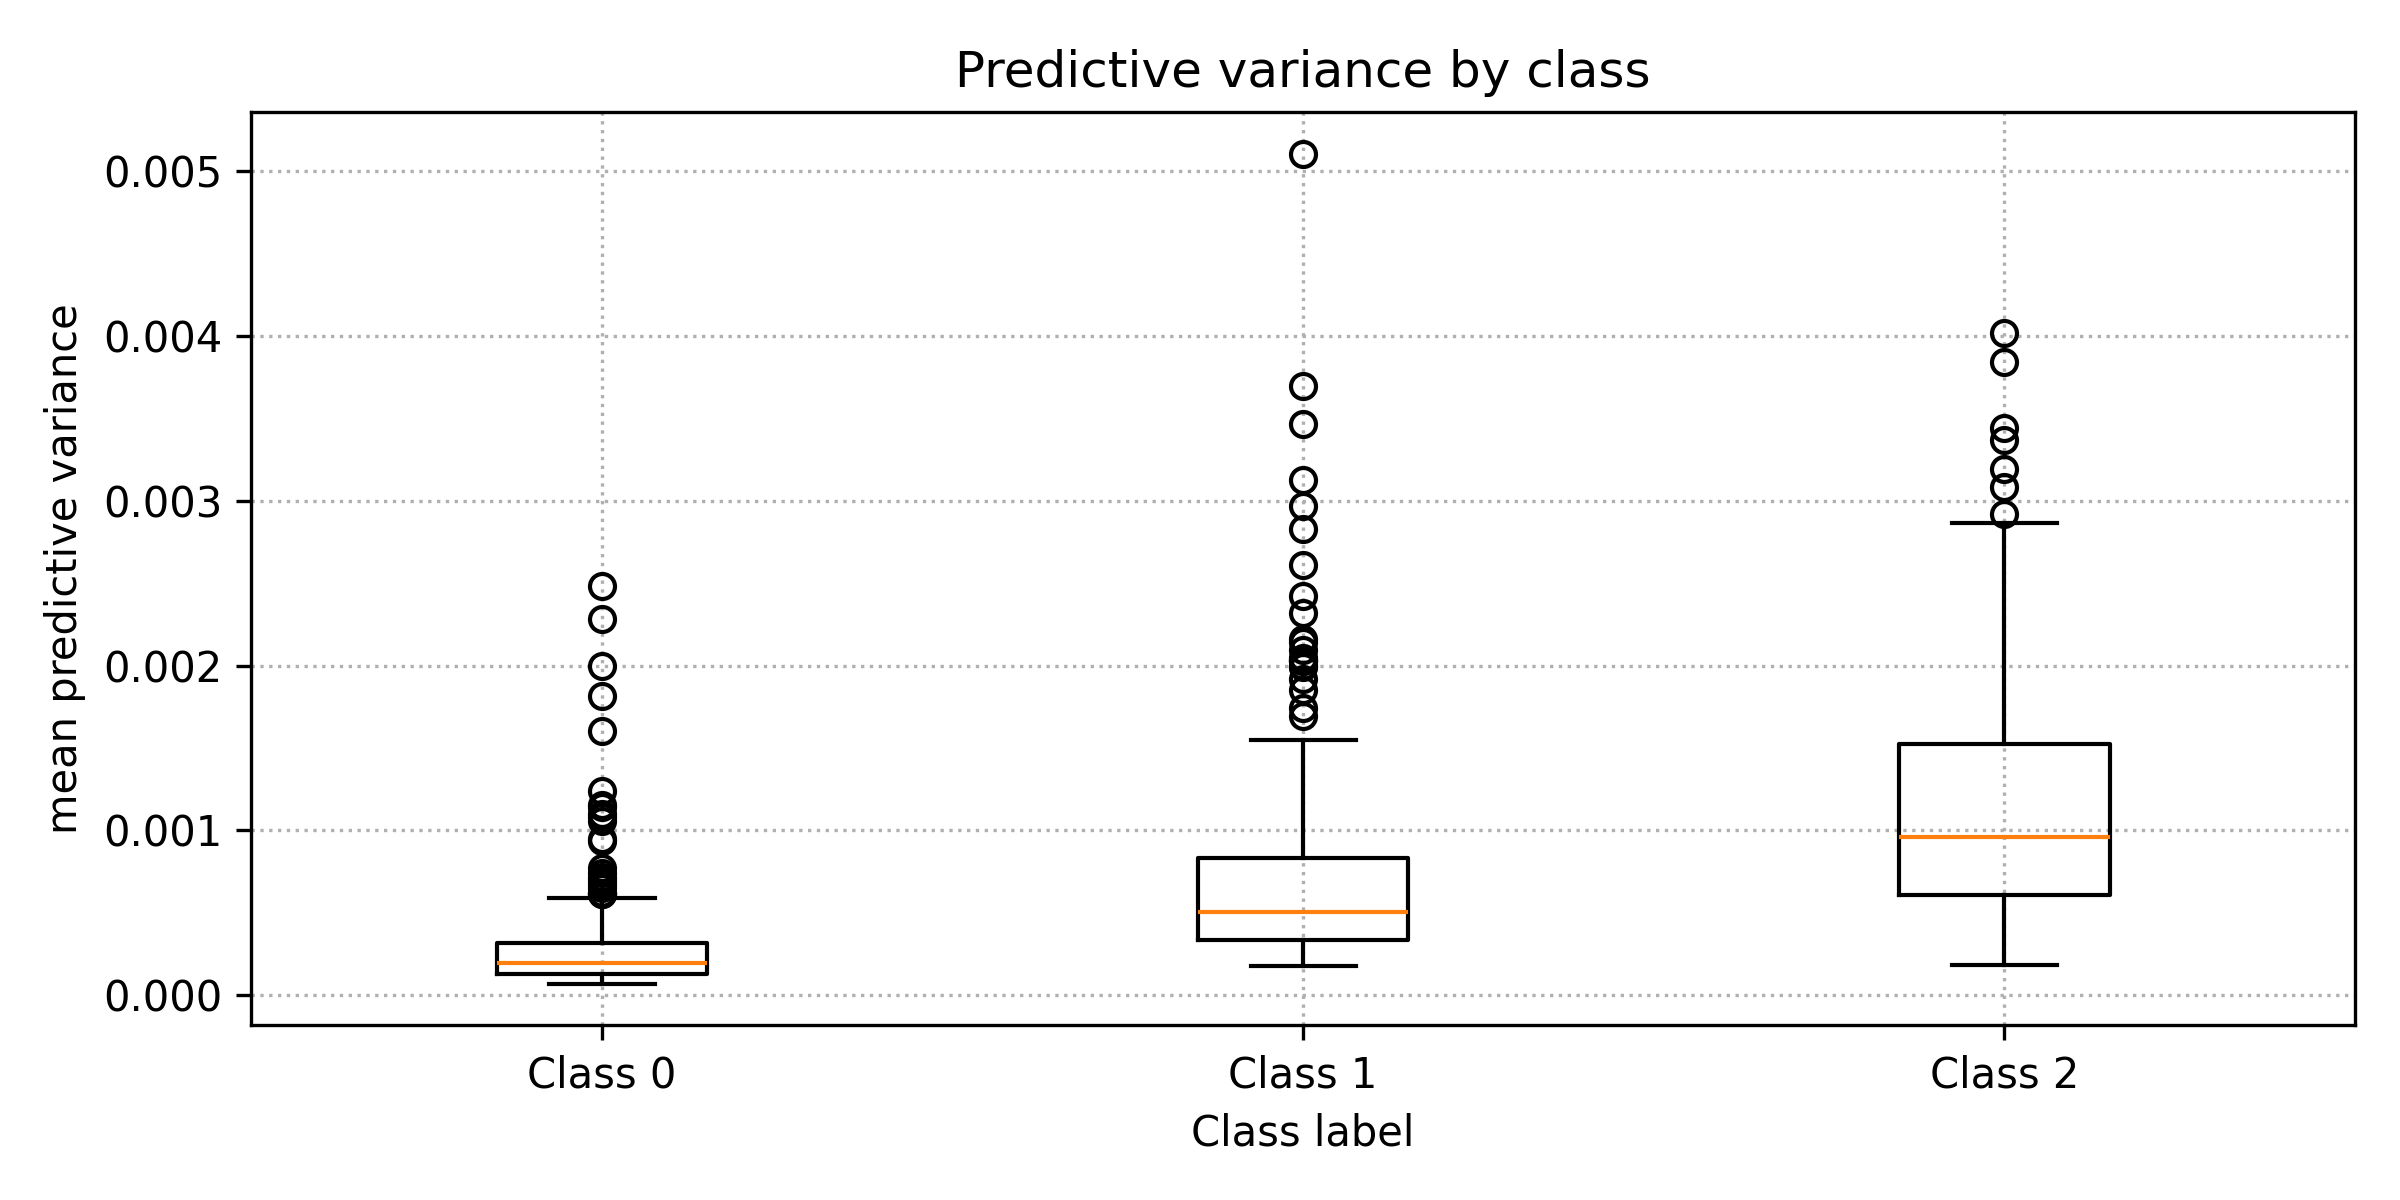 Predictive variance by class
mean predictive variance
0.005
0.004
0.003
0.002
0.001
0.000
Class 0
Class 1
Class 2
Class label